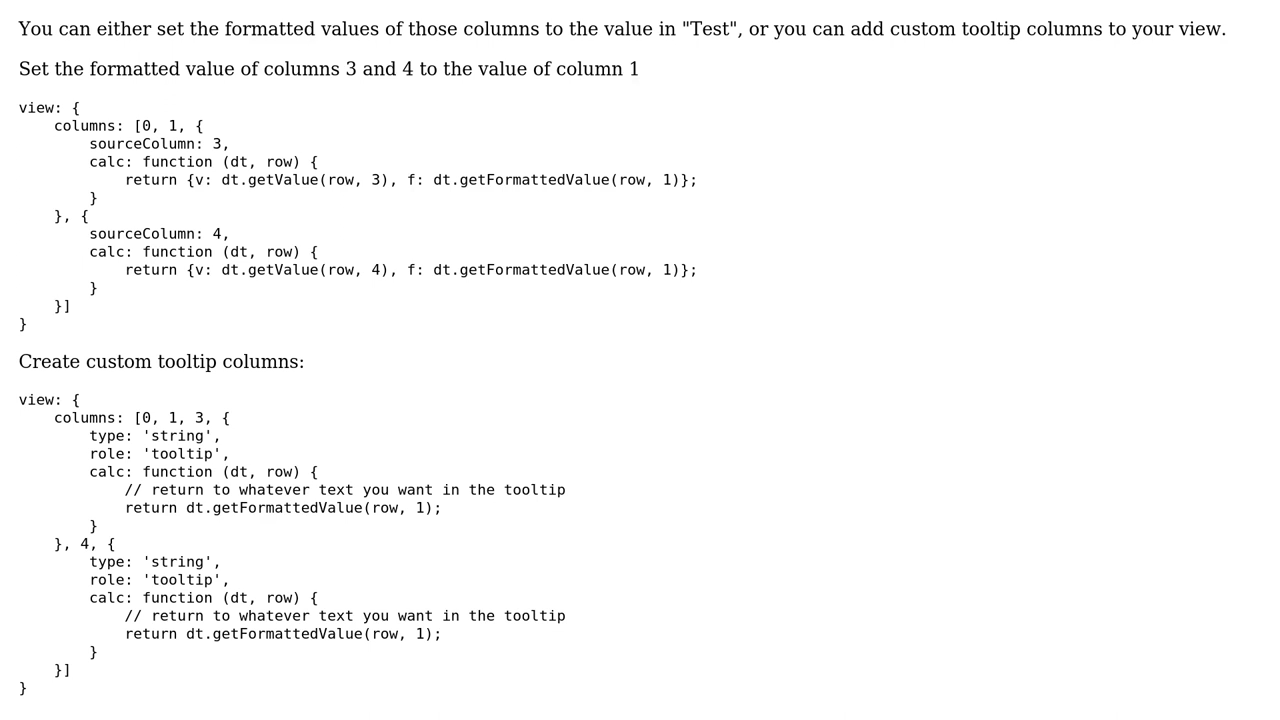 You can either set the formatted values of those columns to the value in "Test", or you can add custom tooltip columns to your view.
Set the formatted value of columns 3 and 4 to the value of column 1
view: {
    columns: [0, 1, {
        sourceColumn: 3,
        calc: function (dt, row) {
            return {v: dt.getValue(row, 3), f: dt.getFormattedValue(row, 1)};
        }
    }, {
        sourceColumn: 4,
        calc: function (dt, row) {
            return {v: dt.getValue(row, 4), f: dt.getFormattedValue(row, 1)};
        }
    }]
}
Create custom tooltip columns:
view: {
    columns: [0, 1, 3, {
        type: 'string',
        role: 'tooltip',
        calc: function (dt, row) {
            // return to whatever text you want in the tooltip
            return dt.getFormattedValue(row, 1);
        }
    }, 4, {
        type: 'string',
        role: 'tooltip',
        calc: function (dt, row) {
            // return to whatever text you want in the tooltip
            return dt.getFormattedValue(row, 1);
        }
    }]
}